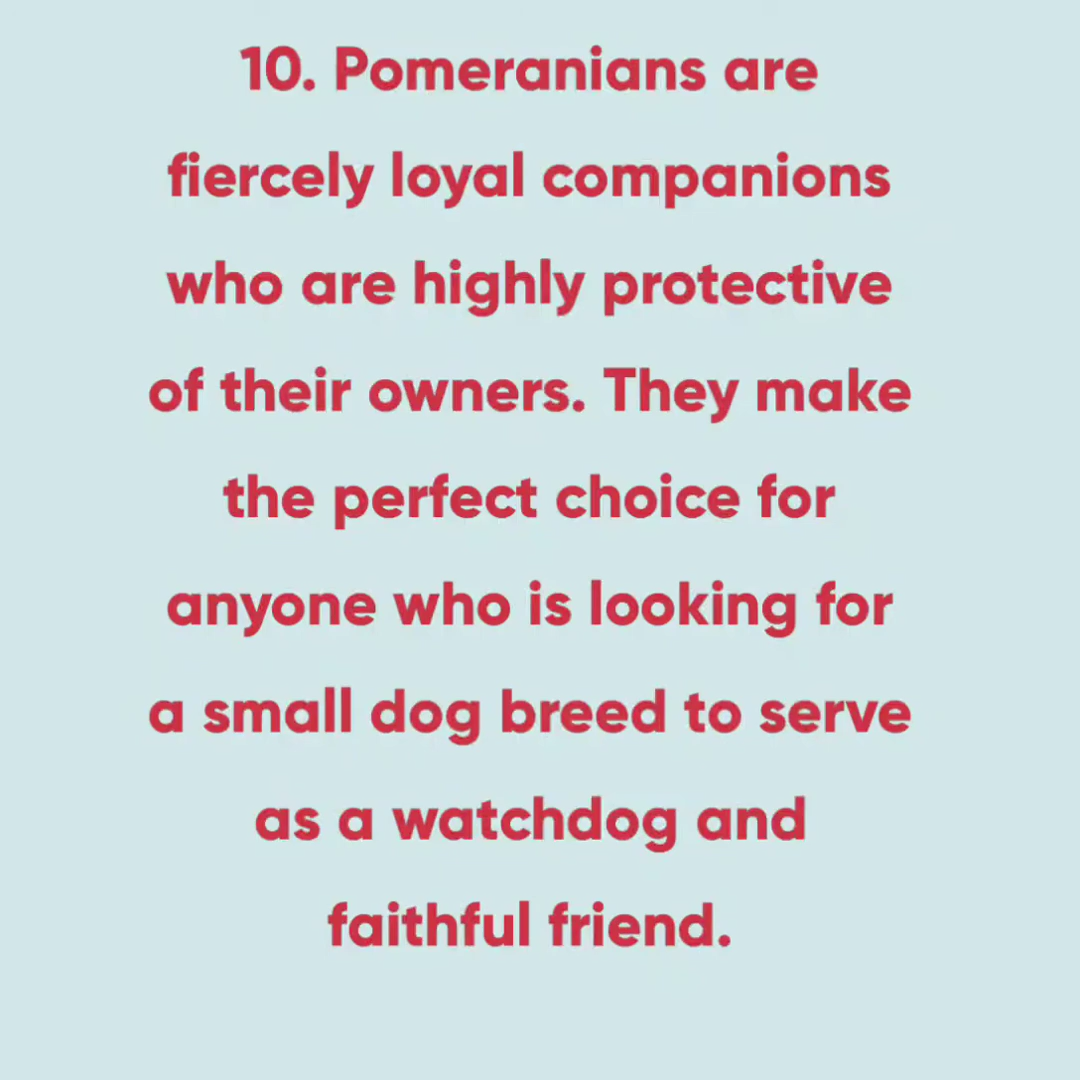 10. Pomeranians are
fiercely loyal companions
who are highly protective
of their owners. They make
the perfect choice for
anyone who is looking for
a small dog breed to serve
as a watchdog and
faithful friend.